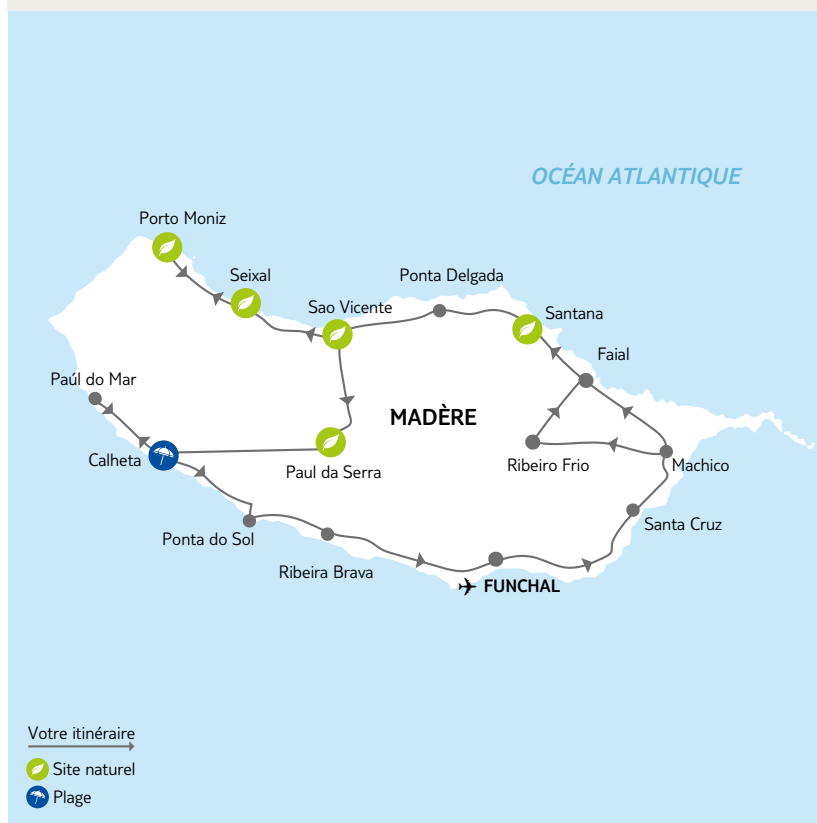 OCÉAN ATLANTIQUE
Porto Moniz
Seixal
Ponta Delgada
Sao Vicente
Santana
Faial
Paúl do Mar
MADÈRE
Calheta
Paul da Serra
Ribeiro Frio
Machico
Santa Cruz
Ponta do Sol
Ribeira Brava
FUNCHAL
Votre itinéraire
Site naturel
Plage